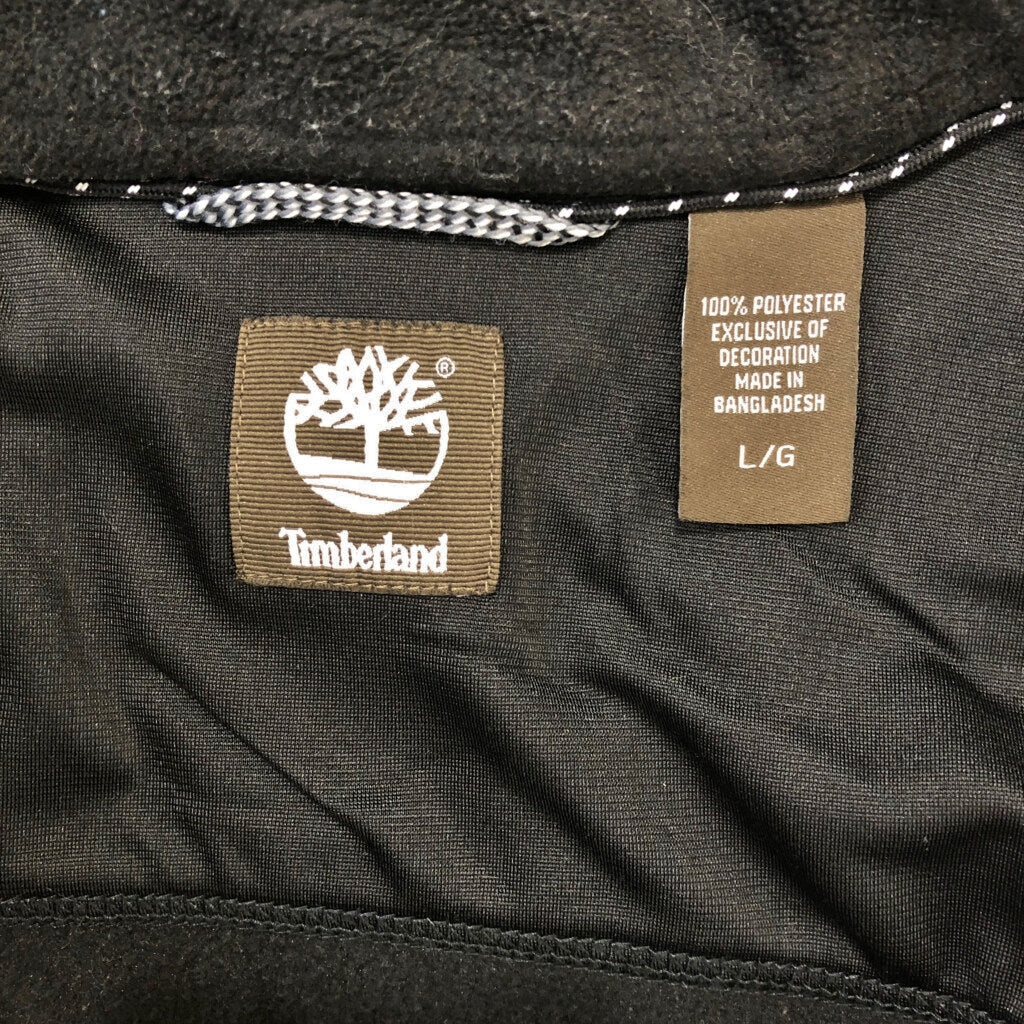 ®
Timberland
100% POLYESTER
EXCLUSIVE OF
DECORATION
MADE IN
BANGLADESH
L/G